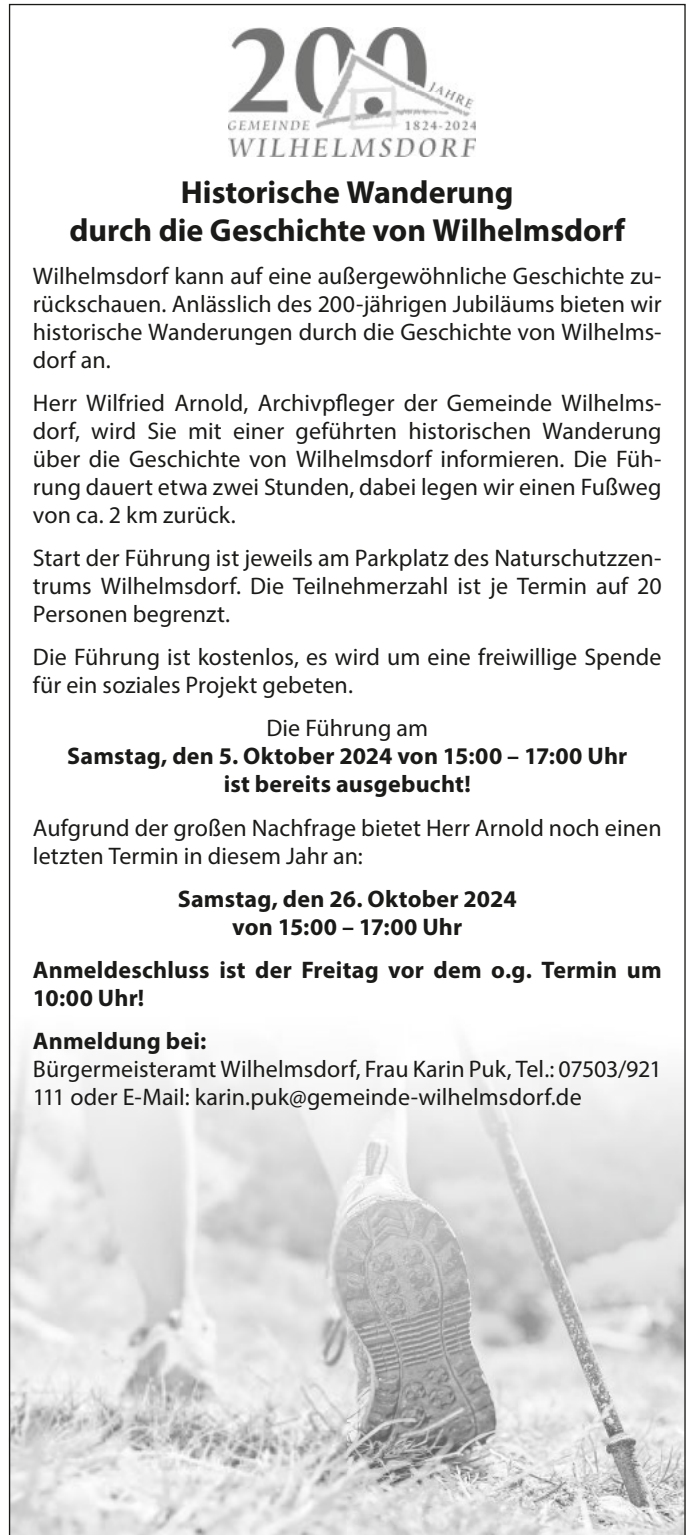 200
JAHRE
GEMEINDE 1824-2024
WILHELMSDORF
Historische Wanderung
durch die Geschichte von Wilhelmsdorf
Wilhelmsdorf kann auf eine außergewöhnliche Geschichte zu-
rückschauen. Anlässlich des 200-jährigen Jubiläums bieten wir
historische Wanderungen durch die Geschichte von Wilhelms-
dorf an.
Herr Wilfried Arnold, Archivpfleger der Gemeinde Wilhelms-
dorf, wird Sie mit einer geführten historischen Wanderung
über die Geschichte von Wilhelmsdorf informieren. Die Füh-
rung dauert etwa zwei Stunden, dabei legen wir einen Fußweg
von ca. 2 km zurück.
Start der Führung ist jeweils am Parkplatz des Naturschutzzen-
trums Wilhelmsdorf. Die Teilnehmerzahl ist je Termin auf 20
Personen begrenzt.
Die Führung ist kostenlos, es wird um eine freiwillige Spende
für ein soziales Projekt gebeten.
Die Führung am
Samstag, den 5. Oktober 2024 von 15:00 – 17:00 Uhr
ist bereits ausgebucht!
Aufgrund der großen Nachfrage bietet Herr Arnold noch einen
letzten Termin in diesem Jahr an:
Samstag, den 26. Oktober 2024
von 15:00 – 17:00 Uhr
Anmeldeschluss ist der Freitag vor dem o.g. Termin um
10:00 Uhr!
Anmeldung bei:
Bürgermeisteramt Wilhelmsdorf, Frau Karin Puk, Tel.: 07503/921
111 oder E-Mail: karin.puk@gemeinde-wilhelmsdorf.de